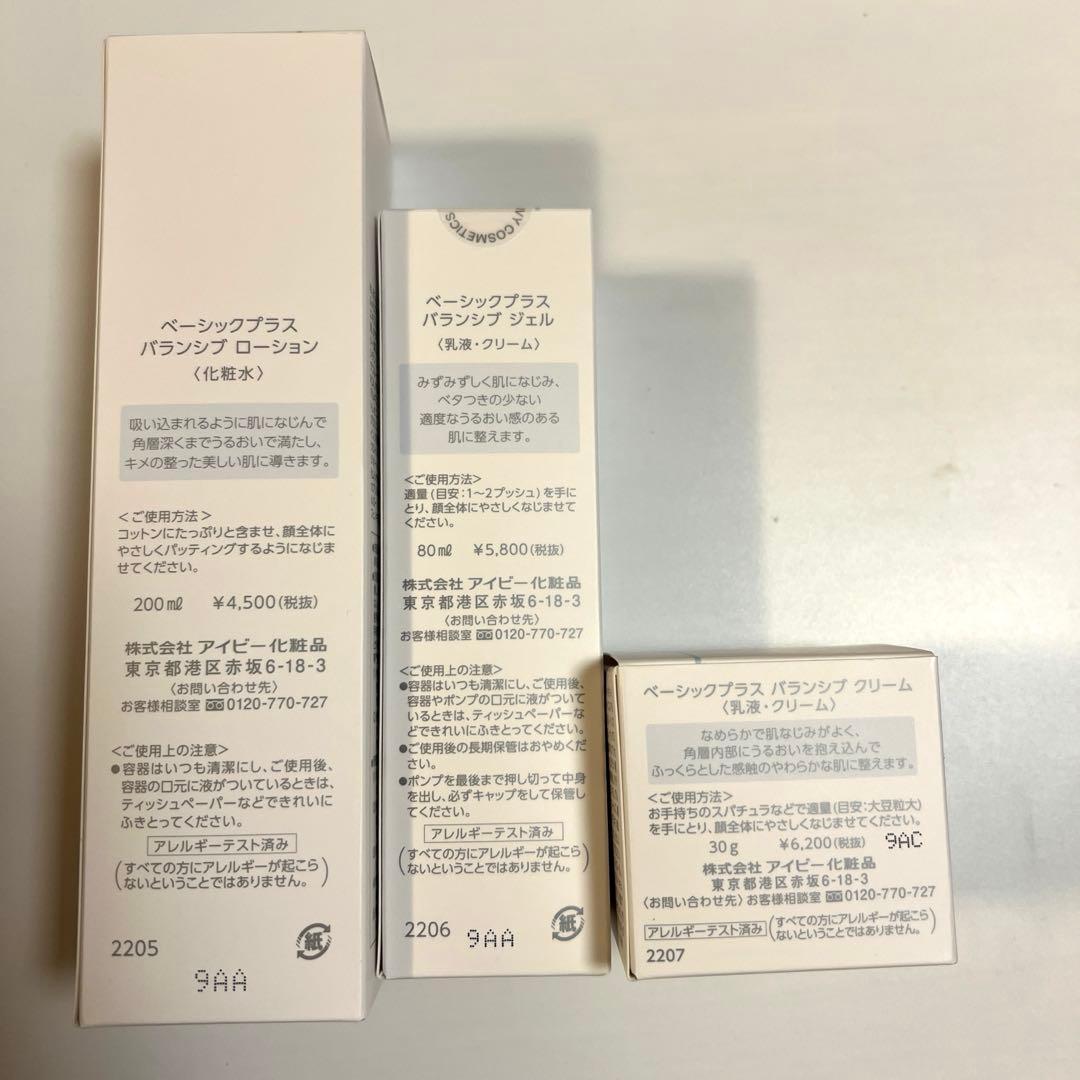 ベーシックプラス
バランシブ ローション
〈化粧水〉
吸い込まれるように肌になじんで
角層深くまでうるおいで満たし、
キメの整った美しい肌に導きます。
＜ご使用方法＞
コットンにたっぷりと含ませ、顔全体に
やさしくパッティングするようになじま
せてください。
200㎖ ￥4,500(税抜)
株式会社 アイビー化粧品
東京都港区赤坂6-18-3
〈お問い合わせ先〉
お客様相談室 0120-770-727
＜ご使用上の注意＞
●容器はいつも清潔にし、ご使用後、
容器の口元に液がついているときは、
ティッシュペーパーなどできれいに
ふきとってください。
アレルギーテスト済み
(すべての方にアレルギーが起こら
ないということではありません。)
2205
紙
9AA
IVY COSMETICS
ベーシックプラス
バランシブ ジェル
〈乳液・クリーム〉
みずみずしく肌になじみ、
ベタつきの少ない
適度なうるおい感のある
肌に整えます。
＜ご使用方法＞
適量(目安:1〜2プッシュ)を手に
とり、顔全体にやさしくなじませて
ください。
80㎖ ￥5,800(税抜)
株式会社 アイビー化粧品
東京都港区赤坂6-18-3
〈お問い合わせ先〉
お客様相談室 0120-770-727
＜ご使用上の注意＞
●容器はいつも清潔にし、ご使用後、
容器やポンプの口元に液がついて
いるときは、ティッシュペーパーな
どできれいにふきとってください。
●ご使用後の長期保管はおやめくだ
さい。
●ポンプを最後まで押し切って中身
を出し、必ずキャップをして保管し
てください。
アレルギーテスト済み
(すべての方にアレルギーが起こら
ないということではありません。)
2206
9AA
紙
ベーシックプラス バランシブ クリーム
〈乳液・クリーム〉
なめらかで肌なじみがよく、
角層内部にうるおいを抱え込んで
ふっくらとした感触のやわらかな肌に整えます。
＜ご使用方法＞
お手持ちのスパチュラなどで適量(目安:大豆粒大)
を手にとり、顔全体にやさしくなじませてください。
30g ￥6,200(税抜) 9AC
株式会社 アイビー化粧品
東京都港区赤坂6-18-3
〈お問い合わせ先〉お客様相談室 0120-770-727
アレルギーテスト済み (すべての方にアレルギーが起こら
ないということではありません。)
2207